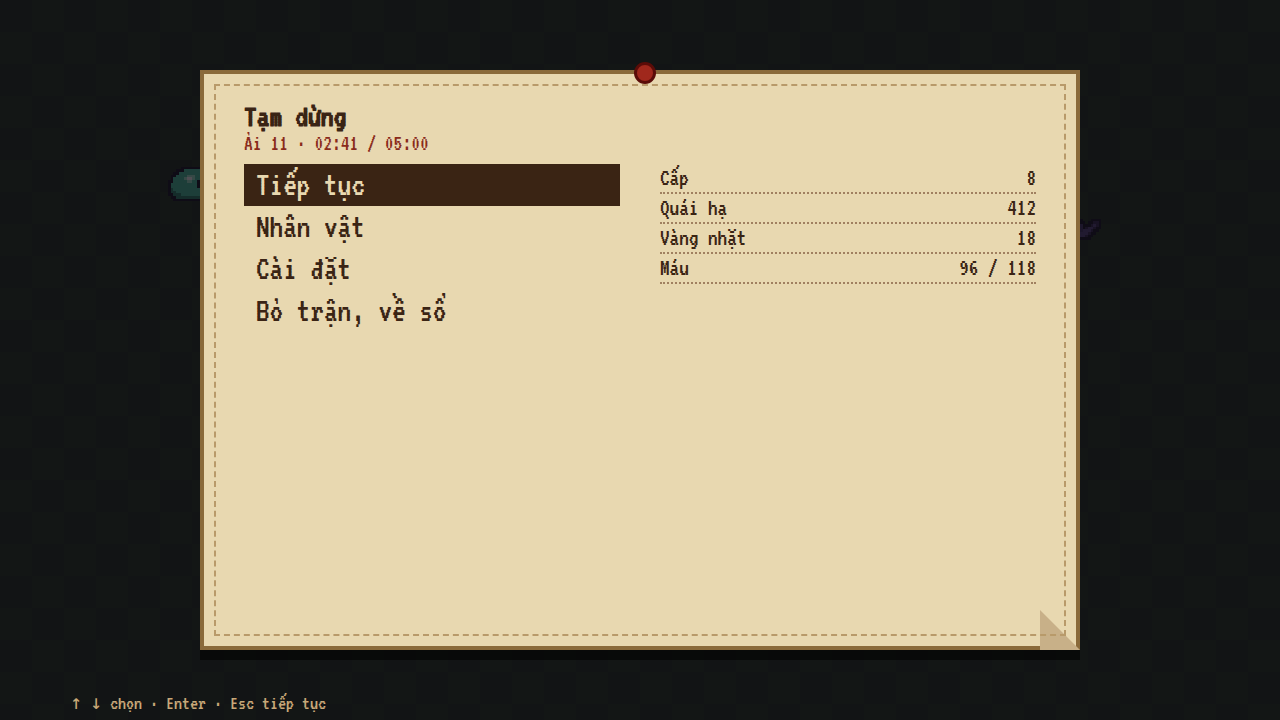 Tạm dừng
Ải 11 · 02:41 / 05:00
Tiếp tục
Nhân vật
Cài đặt
Bỏ trận, về sổ
Cấp 8
Quái hạ 412
Vàng nhặt 18
Máu 96 / 118
↑ ↓ chọn · Enter · Esc tiếp tục